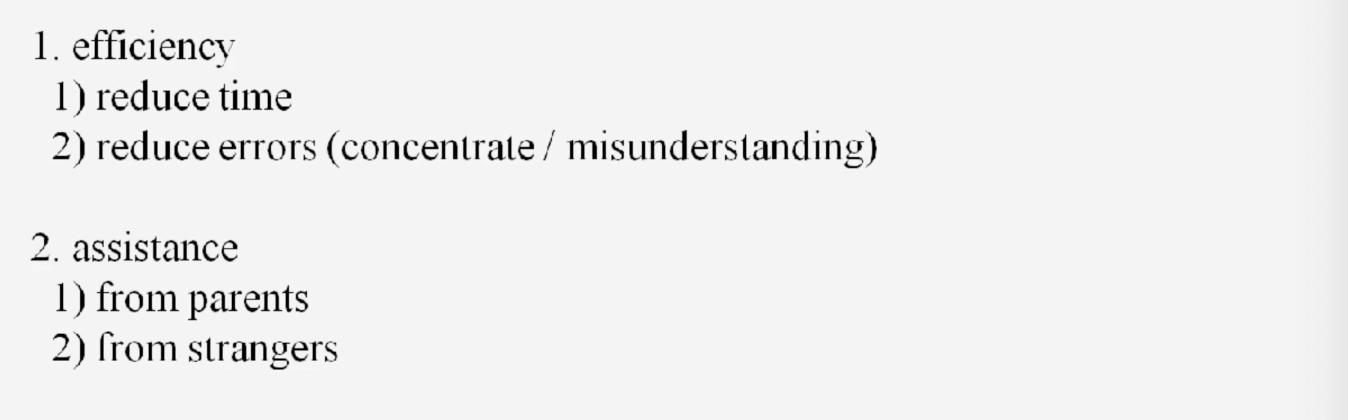 1. efficiency
1) reduce time
2) reduce errors (concentrate / misunderstanding)
2. assistance
1) from parents
2) from strangers